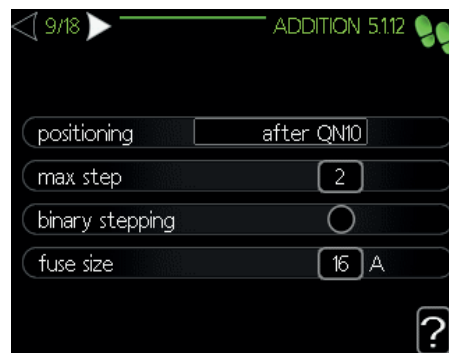 9/18 ADDITION 5.1.12
positioning after QN10
max step 2
binary stepping
fuse size 16 A
?